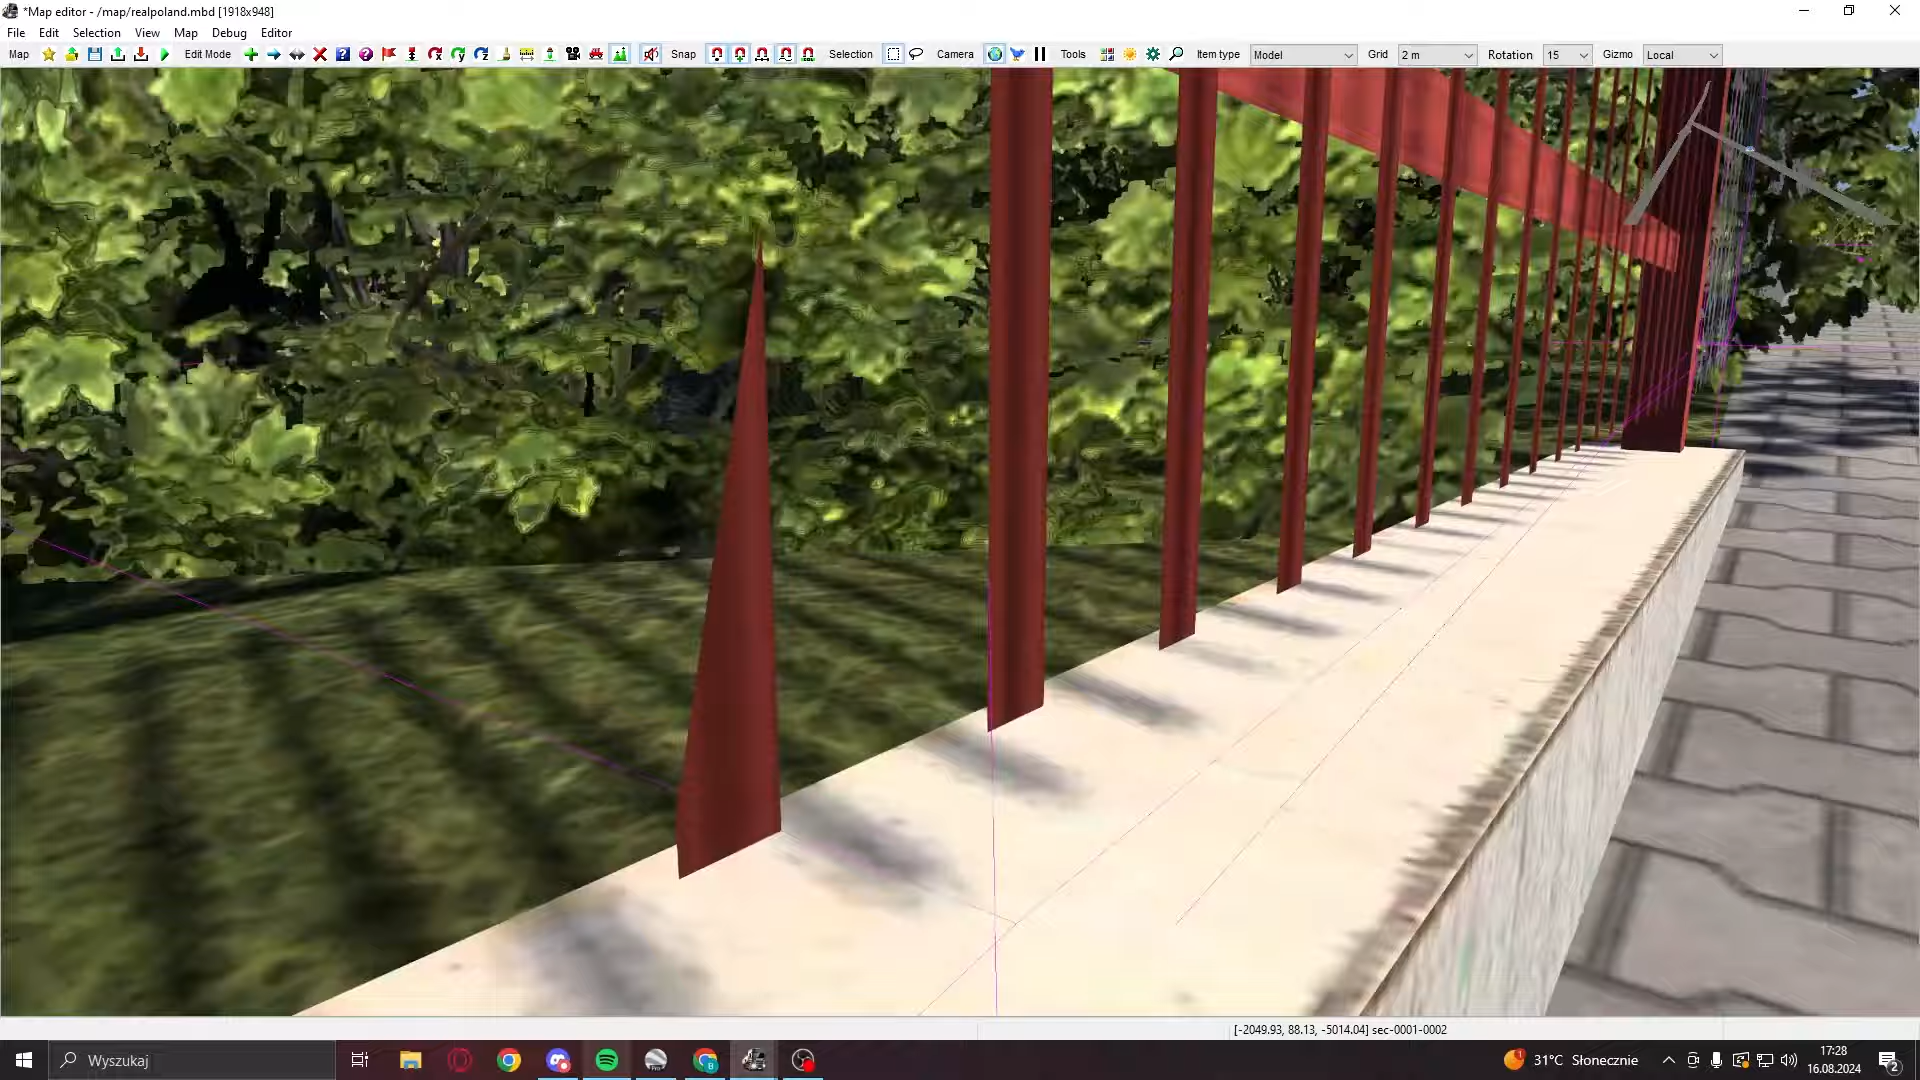 *Map editor - /map/realpoland.mbd [1918x948]
File Edit Selection View Map Debug Editor
Map Edit Mode Snap Selection Camera Tools Item type Model Grid 2 m Rotation 15 Gizmo Local
[-2049.93, 88.13, -5014.04] sec-0001-0002
Wyszukaj
1
31°C Słonecznie
17:28
16.08.2024
2